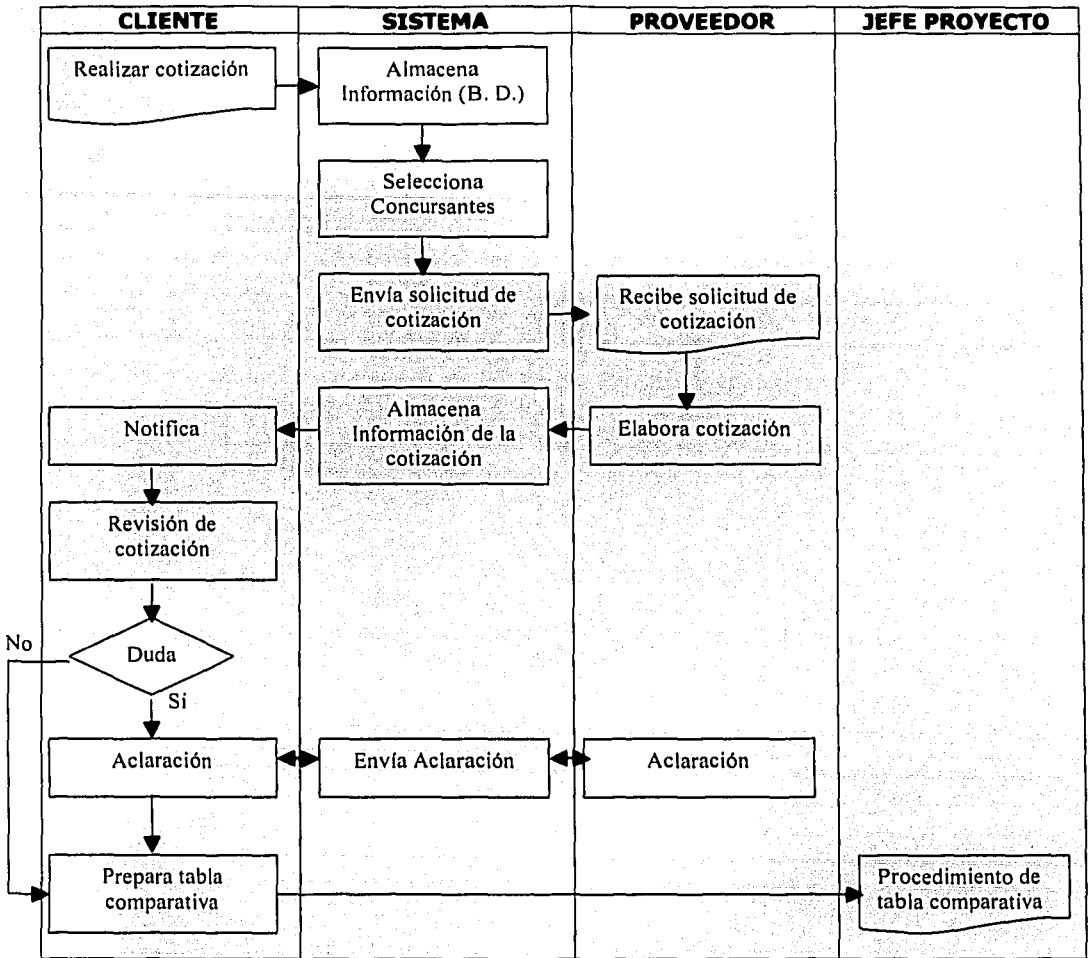 CLIENTE SISTEMA PROVEEDOR JEFE PROYECTO
Realizar cotización
Almacena
Información (B. D.)
Selecciona
Concursantes
Envía solicitud de
cotización
Recibe solicitud de
cotización
Notifica
Almacena
Información de la
cotización
Elabora cotización
Revisión de
cotización
No
Duda
Sí
Aclaración
Envía Aclaración
Aclaración
Prepara tabla
comparativa
Procedimiento de
tabla comparativa